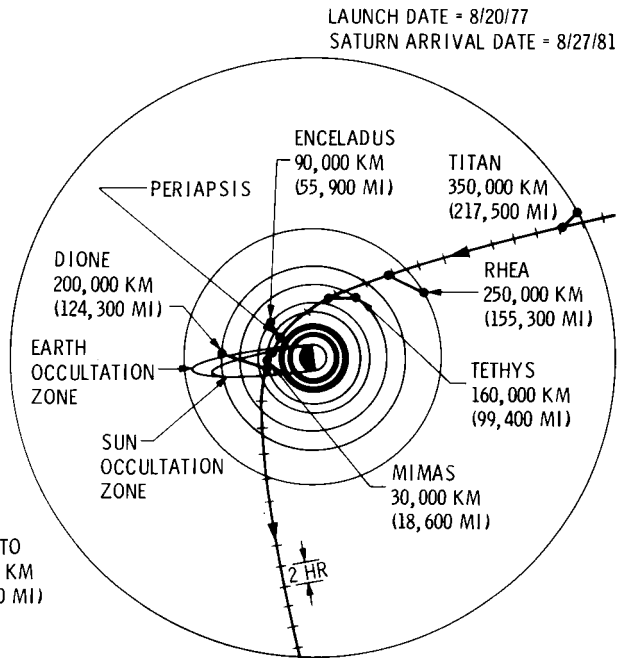 LAUNCH DATE = 8/20/77
SATURN ARRIVAL DATE = 8/27/81
ENCELADUS
90,000 KM
(55,900 MI)
TITAN
350,000 KM
(217,500 MI)
PERIAPSIS
DIONE
200,000 KM
(124,300 MI)
RHEA
250,000 KM
(155,300 MI)
EARTH
OCCULTATION
ZONE
TETHYS
160,000 KM
(99,400 MI)
SUN
OCCULTATION
ZONE
MIMAS
30,000 KM
(18,600 MI)
2 HR
TO
KM
MI)